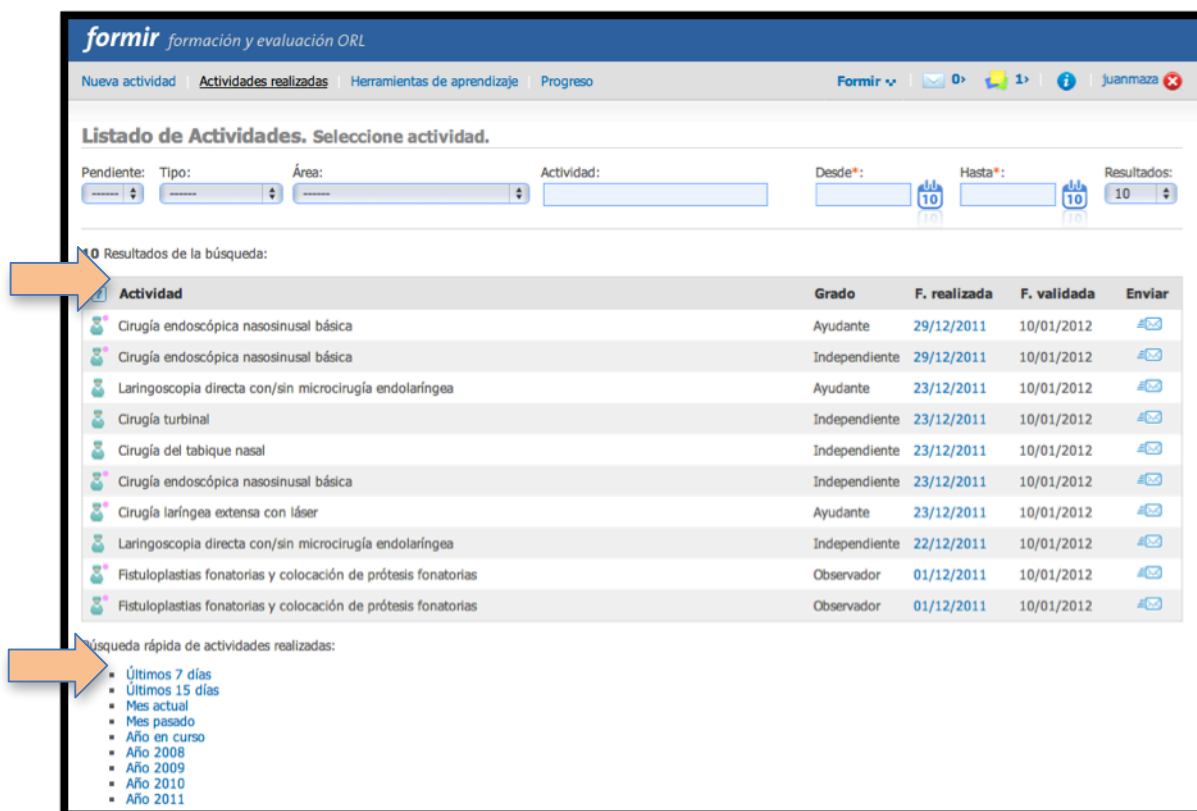 formir formación y evaluación ORL
Nueva actividad Actividades realizadas Herramientas de aprendizaje Progreso Formir 0 1 i juanmaza
Listado de Actividades. Seleccione actividad.
Pendiente: Tipo: Área: Actividad: Desde*: Hasta*: Resultados:
------ ------ ------ 10 10 10
10 Resultados de la búsqueda:
? Actividad Grado F. realizada F. validada Enviar
Cirugía endoscópica nasosinusal básica Ayudante 29/12/2011 10/01/2012
Cirugía endoscópica nasosinusal básica Independiente 29/12/2011 10/01/2012
Laringoscopia directa con/sin microcirugía endolaríngea Ayudante 23/12/2011 10/01/2012
Cirugía turbinal Independiente 23/12/2011 10/01/2012
Cirugía del tabique nasal Independiente 23/12/2011 10/01/2012
Cirugía endoscópica nasosinusal básica Independiente 23/12/2011 10/01/2012
Cirugía laríngea extensa con láser Ayudante 23/12/2011 10/01/2012
Laringoscopia directa con/sin microcirugía endolaríngea Independiente 22/12/2011 10/01/2012
Fistuloplastias fonatorias y colocación de prótesis fonatorias Observador 01/12/2011 10/01/2012
Fistuloplastias fonatorias y colocación de prótesis fonatorias Observador 01/12/2011 10/01/2012
Búsqueda rápida de actividades realizadas:
Últimos 7 días
Últimos 15 días
Mes actual
Mes pasado
Año en curso
Año 2008
Año 2009
Año 2010
Año 2011